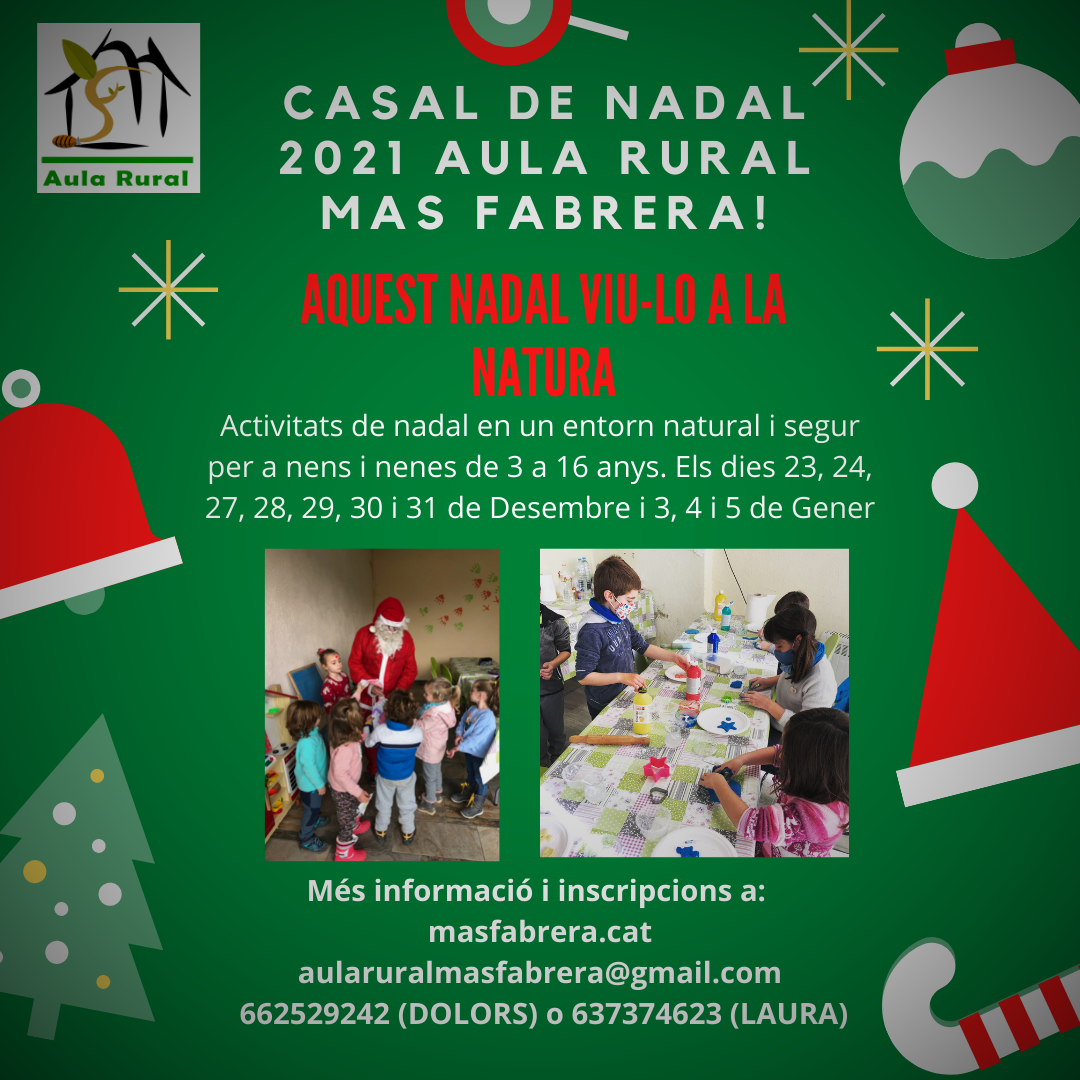 Aula Rural
CASAL DE NADAL
2021 AULA RURAL
MAS FABRERA!
AQUEST NADAL VIU-LO A LA
NATURA
Activitats de nadal en un entorn natural i segur
per a nens i nenes de 3 a 16 anys. Els dies 23, 24,
27, 28, 29, 30 i 31 de Desembre i 3, 4 i 5 de Gener
Més informació i inscripcions a:
masfabrera.cat
aularuralmasfabrera@gmail.com
662529242 (DOLORS) o 637374623 (LAURA)